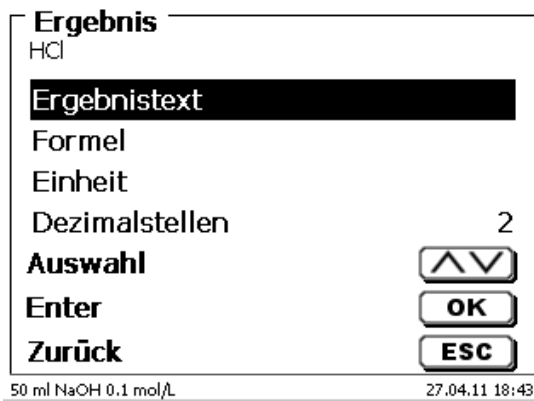 Ergebnis
HCl
Ergebnistext
Formel
Einheit
Dezimalstellen 2
Auswahl
Enter OK
Zurück ESC
50 ml NaOH 0.1 mol/L 27.04.11 18:43